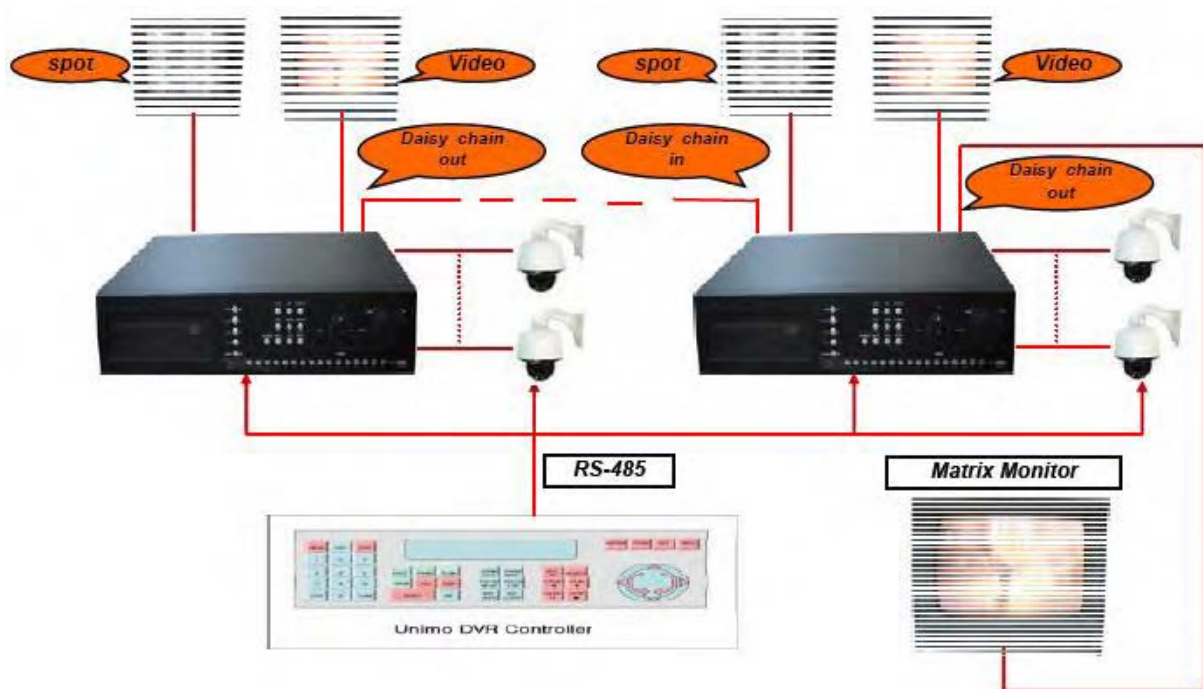 spot
Video
spot
Video
Daisy chain
out
Daisy chain
in
Daisy chain
out
RS-485
Matrix Monitor
Unimo DVR Controller